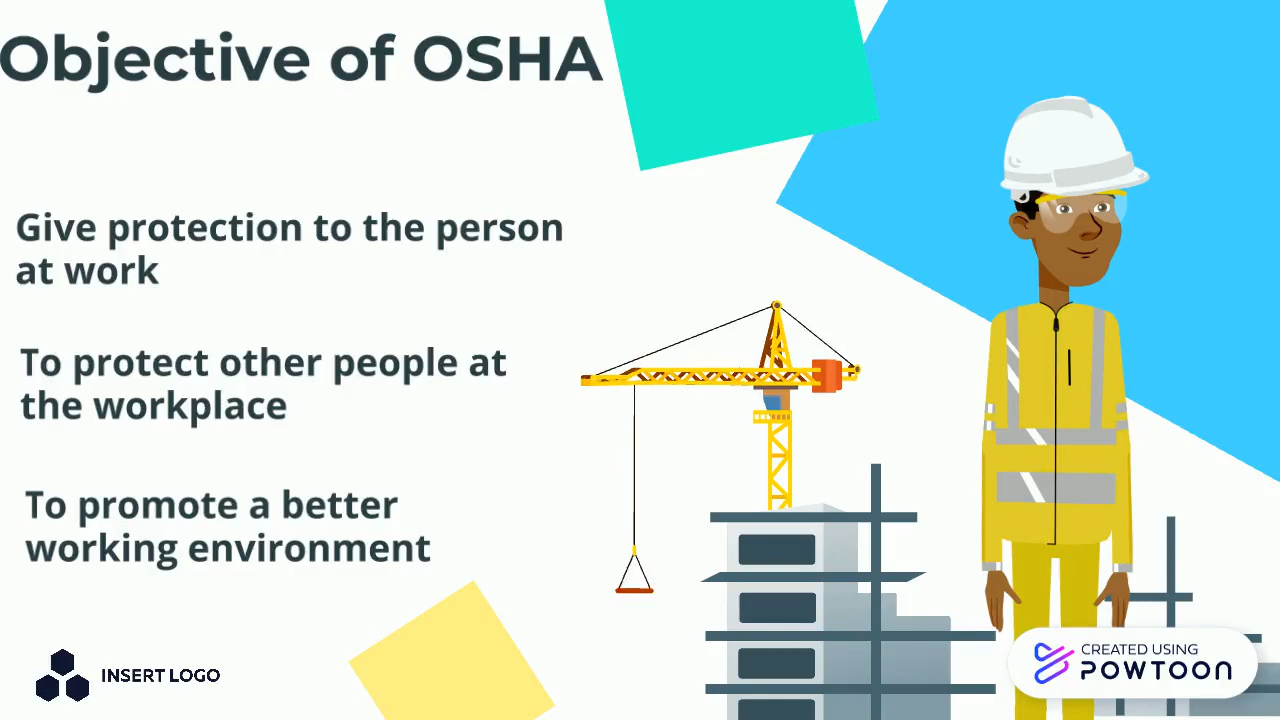 Objective of OSHA
Give protection to the person
at work
To protect other people at
the workplace
To promote a better
working environment
INSERT LOGO
CREATED USING
POWTOON